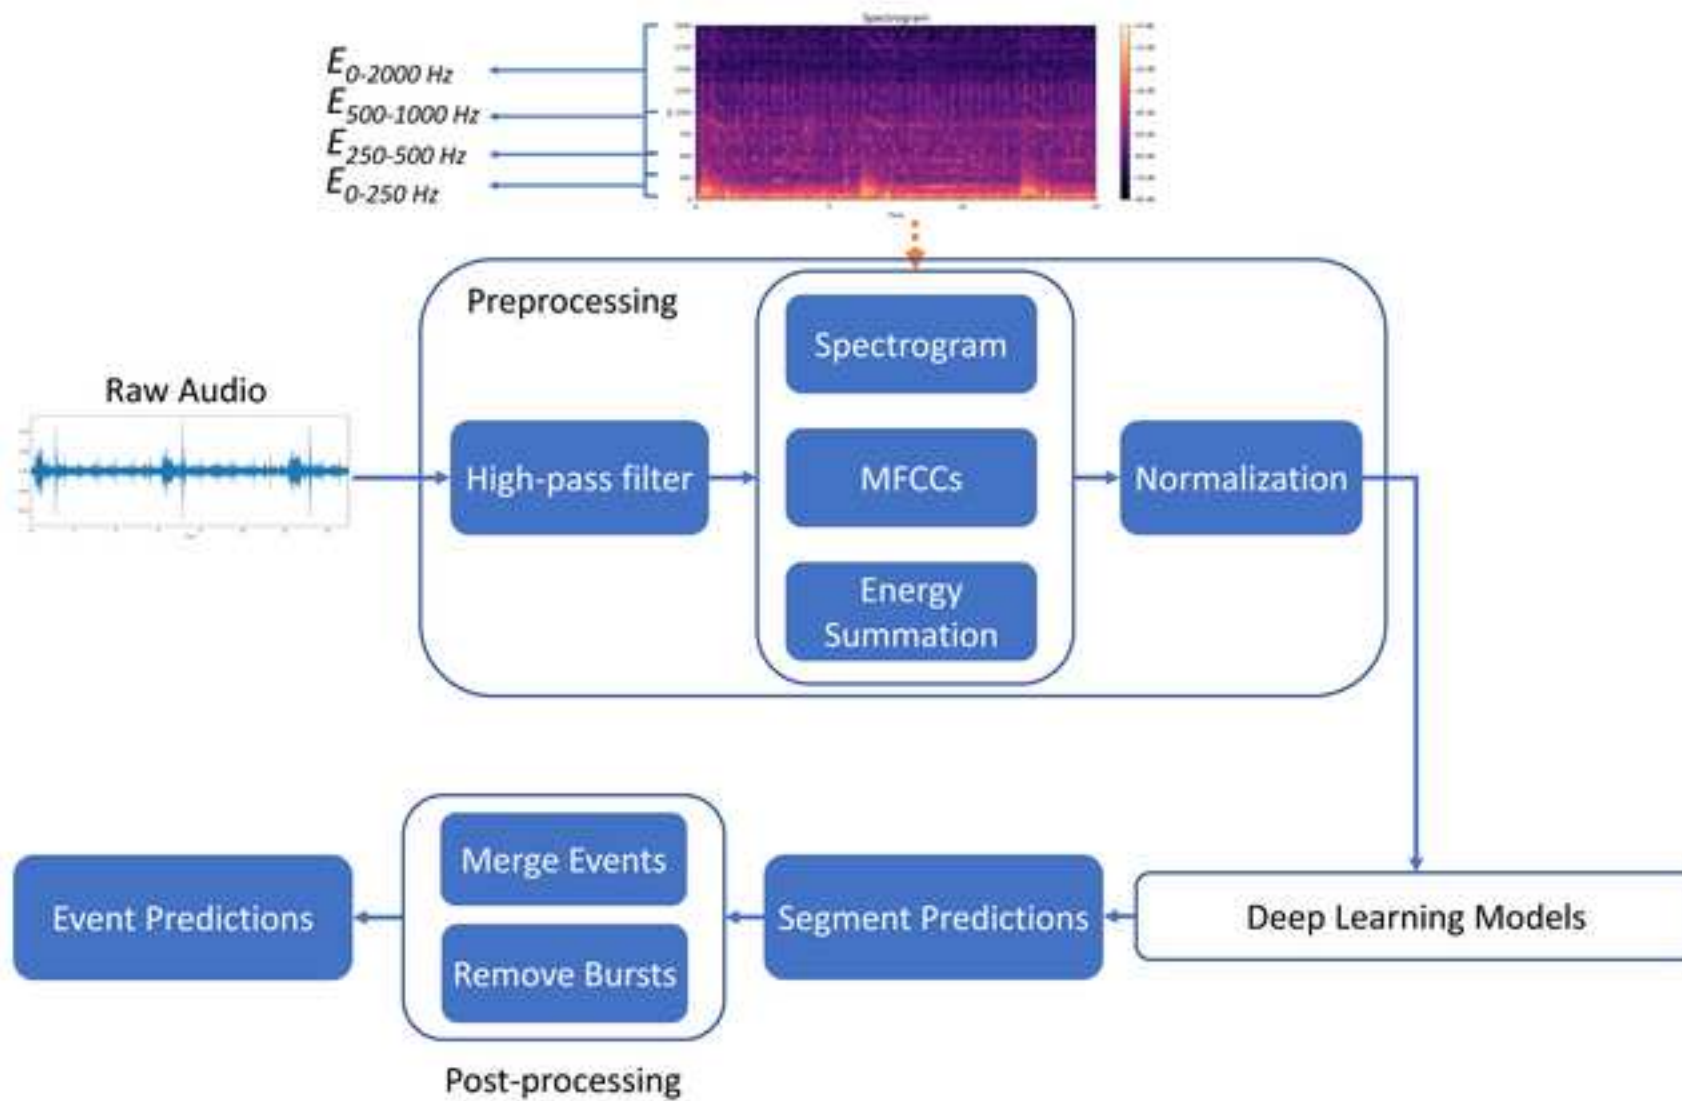 Spectrogram
E0-2000 Hz
E500-1000 Hz
E250-500 Hz
E0-250 Hz
Time
Preprocessing
Raw Audio
High-pass filter
Spectrogram
MFCCs
Energy
Summation
Normalization
Merge Events
Remove Bursts
Event Predictions
Segment Predictions
Deep Learning Models
Post-processing